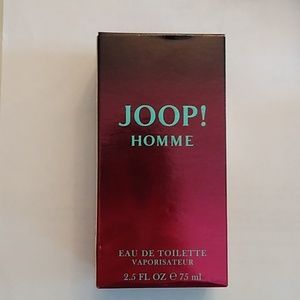 JOOP!
HOMME
EAU DE TOILETTE
VAPORISATEUR
2.5 FL OZ ℮ 75 ml